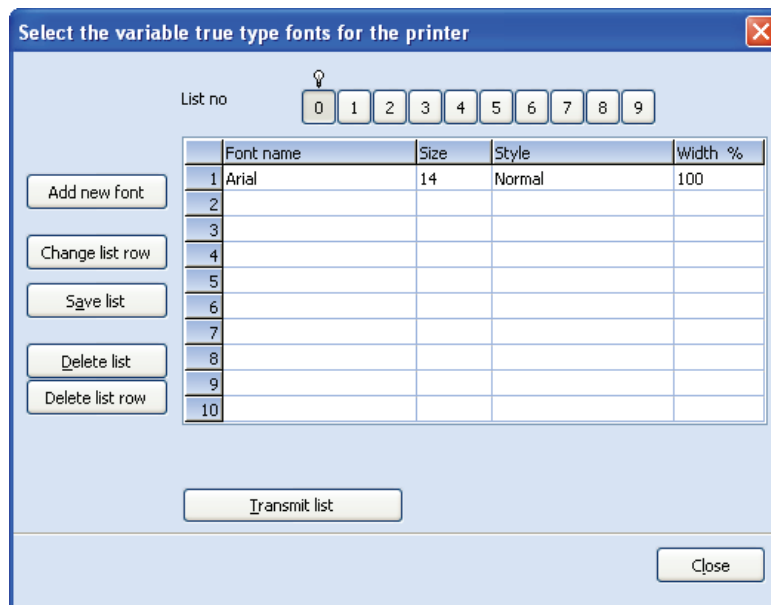 Select the variable true type fonts for the printer
List no 0 1 2 3 4 5 6 7 8 9
Font name Size Style Width %
1 Arial 14 Normal 100
2
3
4
5
6
7
8
9
10
Add new font
Change list row
Save list
Delete list
Delete list row
Transmit list
Close